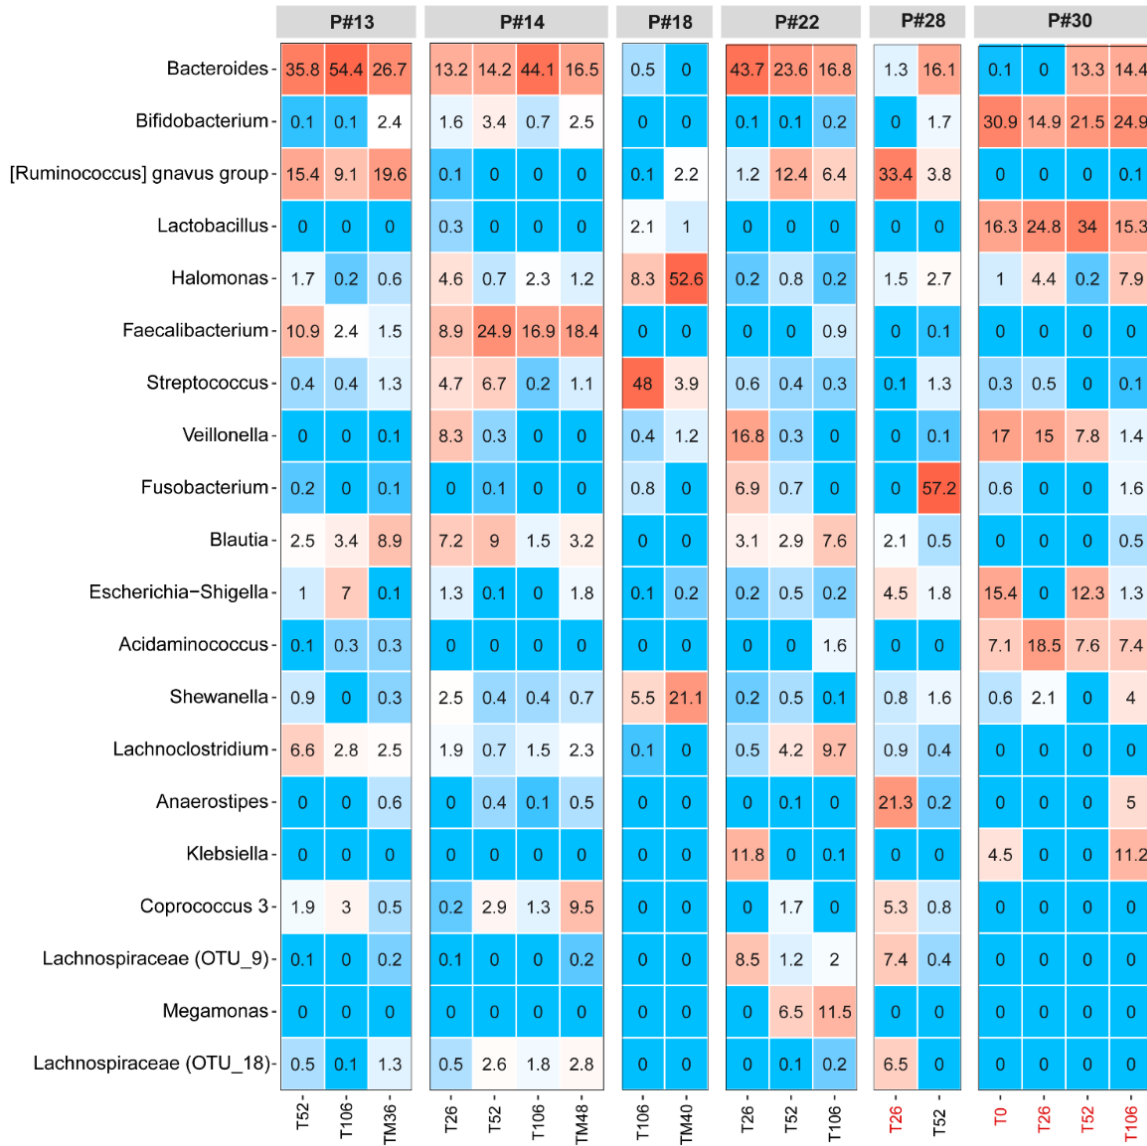 P#13 P#14 P#18 P#22 P#28 P#30
Bacteroides 35.8 54.4 26.7 13.2 14.2 44.1 16.5 0.5 0 43.7 23.6 16.8 1.3 16.1 0.1 0 13.3 14.4
Bifidobacterium 0.1 0.1 2.4 1.6 3.4 0.7 2.5 0 0 0.1 0.1 0.2 0 1.7 30.9 14.9 21.5 24.9
[Ruminococcus] gnavus group 15.4 9.1 19.6 0.1 0 0 0 0.1 2.2 1.2 12.4 6.4 33.4 3.8 0 0 0 0.1
Lactobacillus 0 0 0 0.3 0 0 0 2.1 1 0 0 0 0 0 16.3 24.8 34 15.3
Halomonas 1.7 0.2 0.6 4.6 0.7 2.3 1.2 8.3 52.6 0.2 0.8 0.2 1.5 2.7 1 4.4 0.2 7.9
Faecalibacterium 10.9 2.4 1.5 8.9 24.9 16.9 18.4 0 0 0 0 0.9 0 0.1 0 0 0 0
Streptococcus 0.4 0.4 1.3 4.7 6.7 0.2 1.1 48 3.9 0.6 0.4 0.3 0.1 1.3 0.3 0.5 0 0.1
Veillonella 0 0 0.1 8.3 0.3 0 0 0.4 1.2 16.8 0.3 0 0 0.1 17 15 7.8 1.4
Fusobacterium 0.2 0 0.1 0 0.1 0 0 0.8 0 6.9 0.7 0 0 57.2 0.6 0 0 1.6
Blautia 2.5 3.4 8.9 7.2 9 1.5 3.2 0 0 3.1 2.9 7.6 2.1 0.5 0 0 0 0.5
Escherichia−Shigella 1 7 0.1 1.3 0.1 0 1.8 0.1 0.2 0.2 0.5 0.2 4.5 1.8 15.4 0 12.3 1.3
Acidaminococcus 0.1 0.3 0.3 0 0 0 0 0 0 0 0 1.6 0 0 7.1 18.5 7.6 7.4
Shewanella 0.9 0 0.3 2.5 0.4 0.4 0.7 5.5 21.1 0.2 0.5 0.1 0.8 1.6 0.6 2.1 0 4
Lachnoclostridium 6.6 2.8 2.5 1.9 0.7 1.5 2.3 0.1 0 0.5 4.2 9.7 0.9 0.4 0 0 0 0
Anaerostipes 0 0 0.6 0 0.4 0.1 0.5 0 0 0 0.1 0 21.3 0.2 0 0 0 5
Klebsiella 0 0 0 0 0 0 0 0 0 11.8 0 0.1 0 0 4.5 0 0 11.2
Coprococcus 3 1.9 3 0.5 0.2 2.9 1.3 9.5 0 0 0 1.7 0 5.3 0.8 0 0 0 0
Lachnospiraceae (OTU_9) 0.1 0 0.2 0.1 0 0 0.2 0 0 8.5 1.2 2 7.4 0.4 0 0 0 0
Megamonas 0 0 0 0 0 0 0 0 0 0 6.5 11.5 0 0 0 0 0 0
Lachnospiraceae (OTU_18) 0.5 0.1 1.3 0.5 2.6 1.8 2.8 0 0 0 0.1 0.2 6.5 0 0 0 0 0
T52 T106 TM36 T26 T52 T106 TM48 T106 TM40 T26 T52 T106 T26 T52 T0 T26 T52 T106